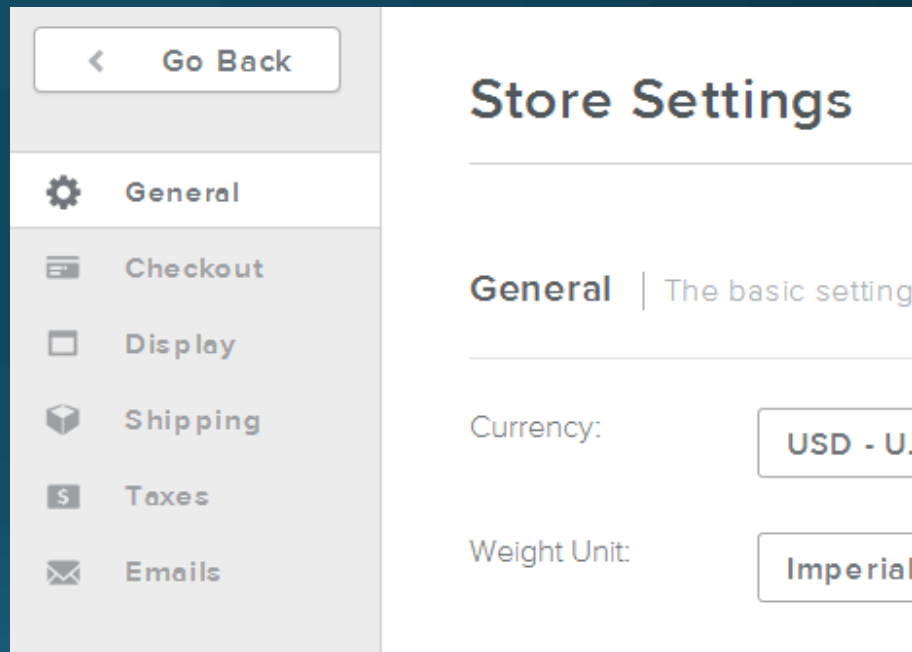 Go Back
General
Checkout
Display
Shipping
$
Taxes
Emails
Store Settings
General | The basic setting
Currency:
USD - U.
Weight Unit:
Imperial